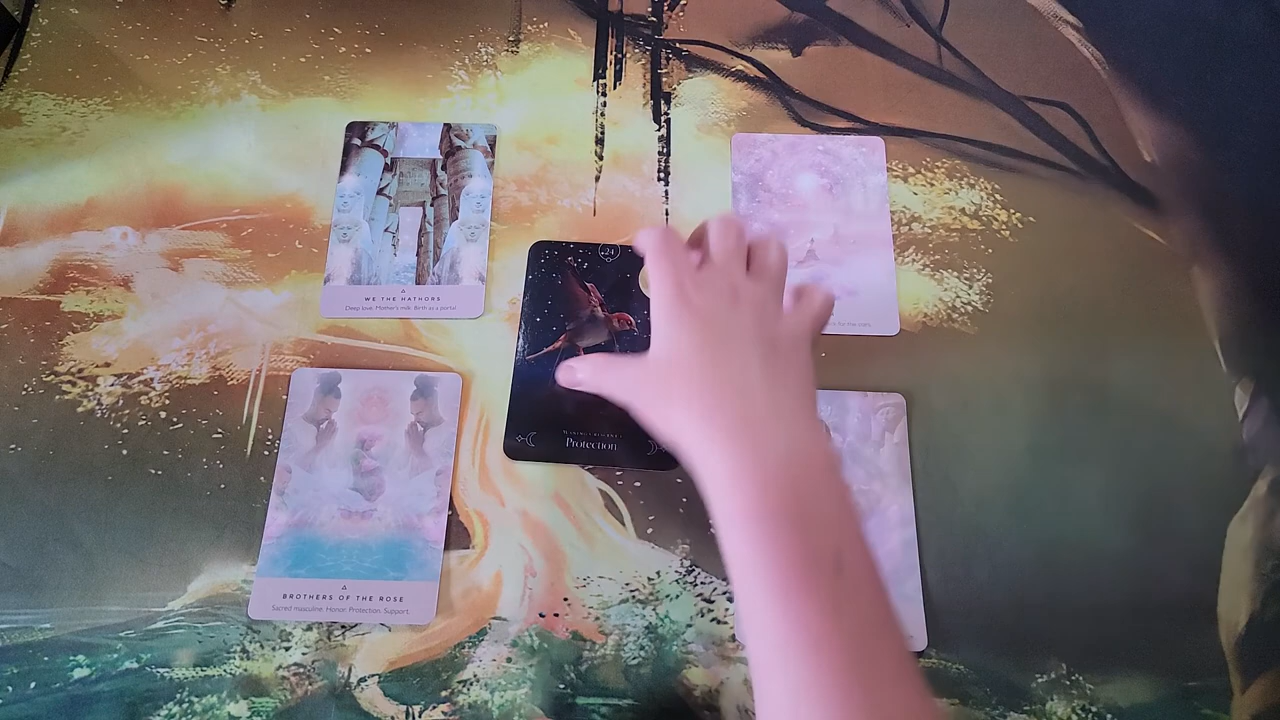 WE THE HATHORS
Deep love. Mother's milk. Birth as a portal.
24
Protection
BROTHERS OF THE ROSE
Sacred masculine. Honor. Protection. Support.